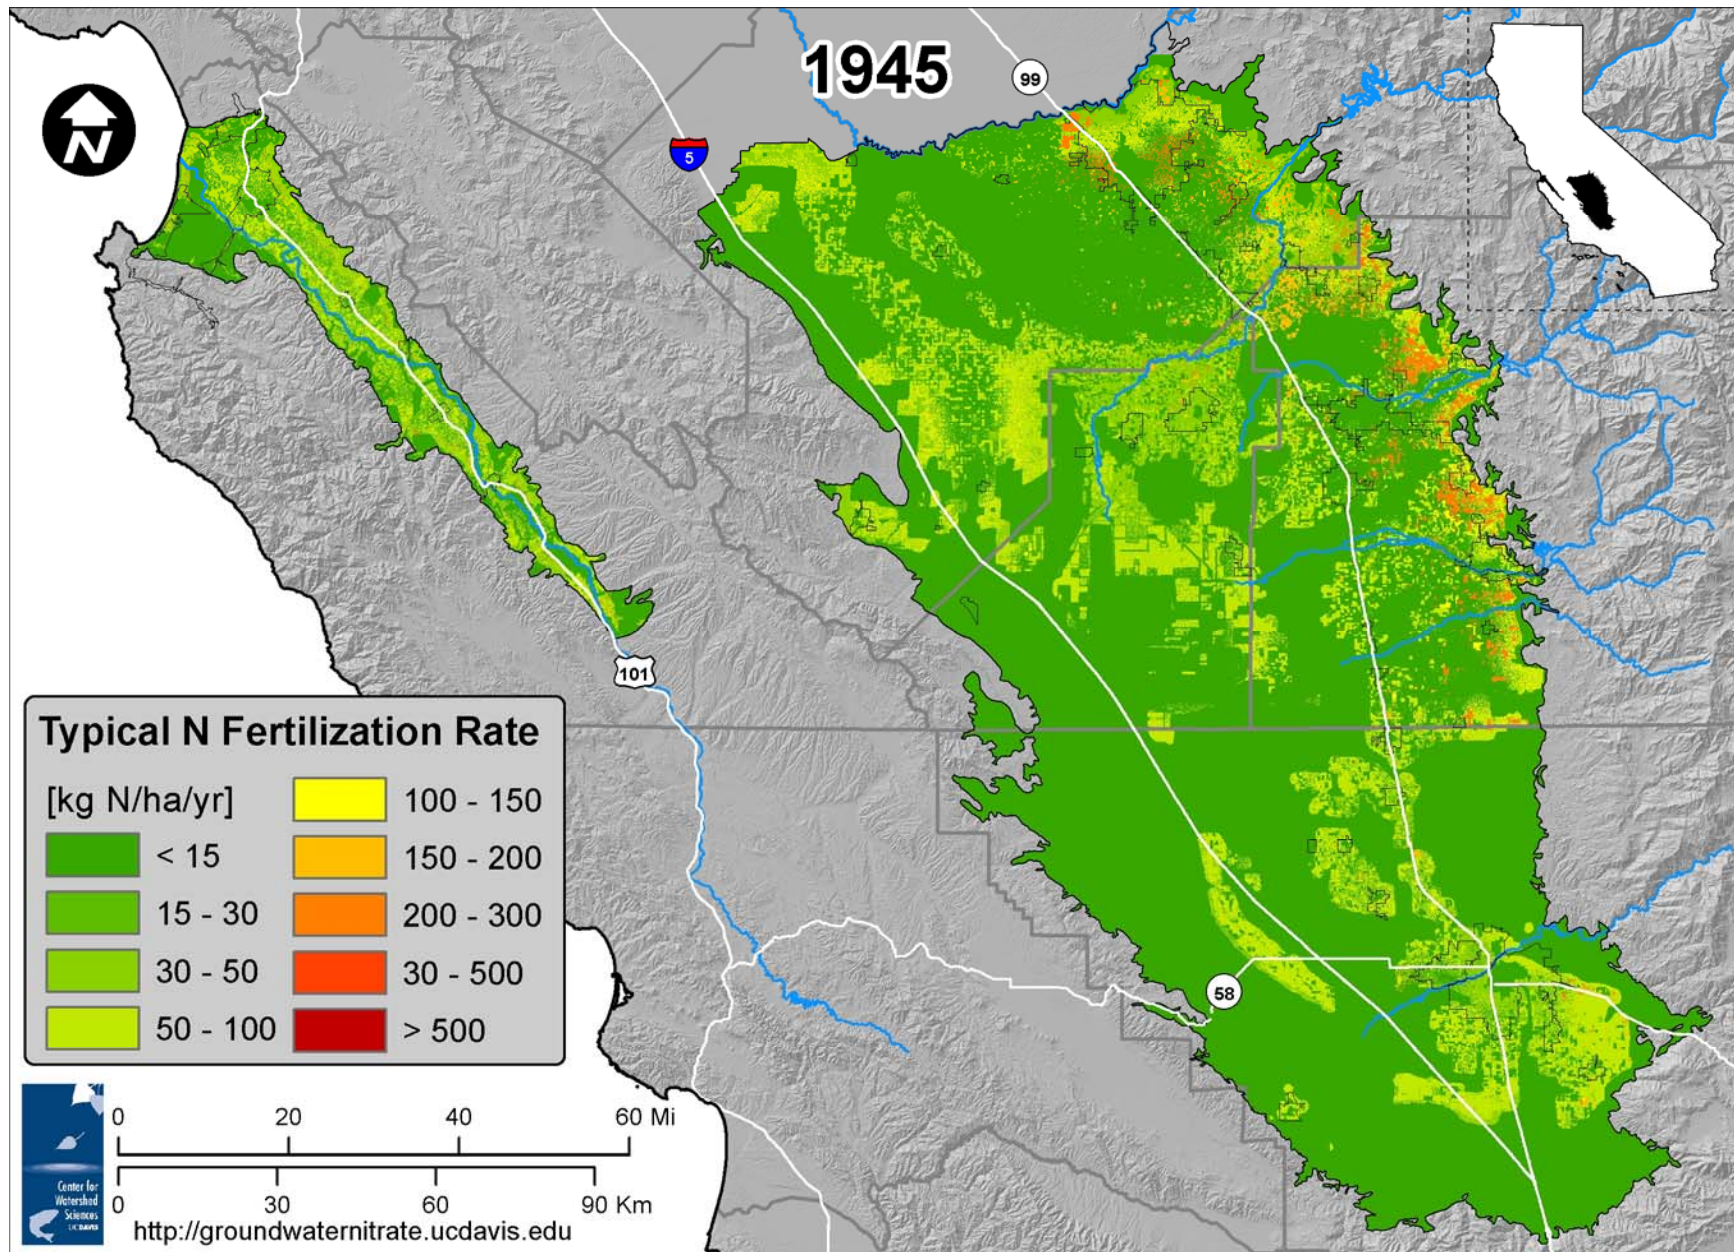 1945
99
N
5
101
Typical N Fertilization Rate
[kg N/ha/yr]
< 15
15 - 30
30 - 50
50 - 100
100 - 150
150 - 200
200 - 300
30 - 500
> 500
58
Center for
Watershed
Sciences
UC DAVIS
0 20 40 60 Mi
0 30 60 90 Km
http://groundwaternitrate.ucdavis.edu